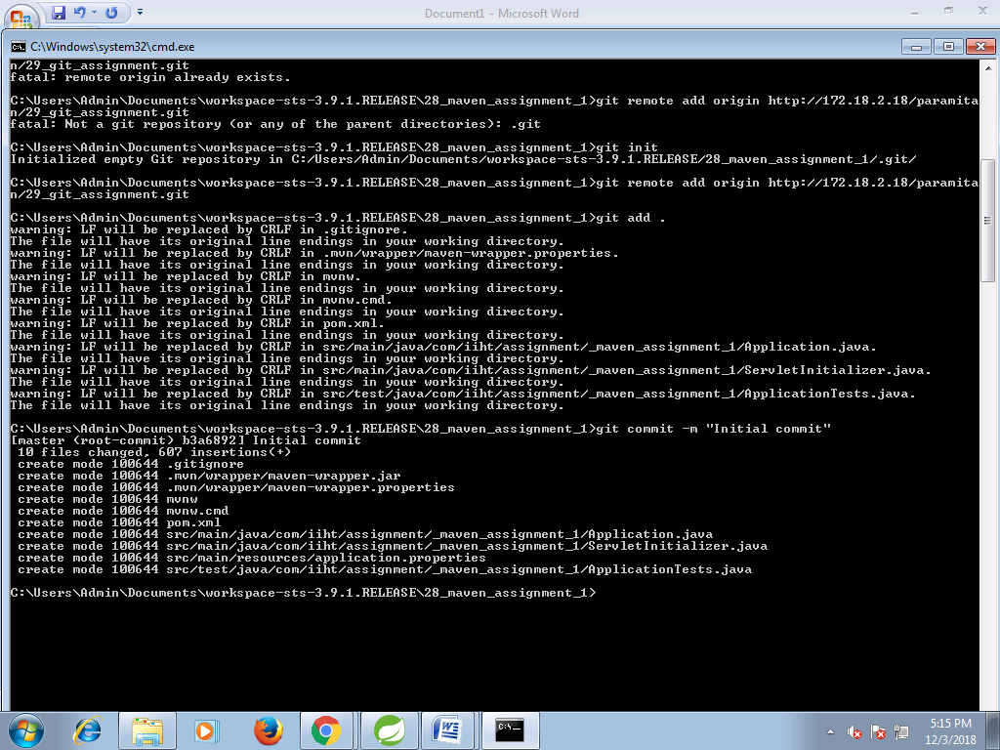 Document1 - Microsoft Word
C:\Windows\system32\cmd.exe
n/29_git_assignment.git
fatal: remote origin already exists.
C:\Users\Admin\Documents\workspace-sts-3.9.1.RELEASE\28_maven_assignment_1>git remote add origin http://172.18.2.18/paramita
n/29_git_assignment.git
fatal: Not a git repository (or any of the parent directories): .git
C:\Users\Admin\Documents\workspace-sts-3.9.1.RELEASE\28_maven_assignment_1>git init
Initialized empty Git repository in C:/Users/Admin/Documents/workspace-sts-3.9.1.RELEASE/28_maven_assignment_1/.git/
C:\Users\Admin\Documents\workspace-sts-3.9.1.RELEASE\28_maven_assignment_1>git remote add origin http://172.18.2.18/paramita
n/29_git_assignment.git
C:\Users\Admin\Documents\workspace-sts-3.9.1.RELEASE\28_maven_assignment_1>git add .
warning: LF will be replaced by CRLF in .gitignore.
The file will have its original line endings in your working directory.
warning: LF will be replaced by CRLF in .mvn/wrapper/maven-wrapper.properties.
The file will have its original line endings in your working directory.
warning: LF will be replaced by CRLF in mvnw.
The file will have its original line endings in your working directory.
warning: LF will be replaced by CRLF in mvnw.cmd.
The file will have its original line endings in your working directory.
warning: LF will be replaced by CRLF in pom.xml.
The file will have its original line endings in your working directory.
warning: LF will be replaced by CRLF in src/main/java/com/iiht/assignment/_maven_assignment_1/Application.java.
The file will have its original line endings in your working directory.
warning: LF will be replaced by CRLF in src/main/java/com/iiht/assignment/_maven_assignment_1/ServletInitializer.java.
The file will have its original line endings in your working directory.
warning: LF will be replaced by CRLF in src/test/java/com/iiht/assignment/_maven_assignment_1/ApplicationTests.java.
The file will have its original line endings in your working directory.
C:\Users\Admin\Documents\workspace-sts-3.9.1.RELEASE\28_maven_assignment_1>git commit -m "Initial commit"
[master (root-commit) b3a6892] Initial commit
10 files changed, 607 insertions(+)
create mode 100644 .gitignore
create mode 100644 .mvn/wrapper/maven-wrapper.jar
create mode 100644 .mvn/wrapper/maven-wrapper.properties
create mode 100644 mvnw
create mode 100644 mvnw.cmd
create mode 100644 pom.xml
create mode 100644 src/main/java/com/iiht/assignment/_maven_assignment_1/Application.java
create mode 100644 src/main/java/com/iiht/assignment/_maven_assignment_1/ServletInitializer.java
create mode 100644 src/main/resources/application.properties
create mode 100644 src/test/java/com/iiht/assignment/_maven_assignment_1/ApplicationTests.java
C:\Users\Admin\Documents\workspace-sts-3.9.1.RELEASE\28_maven_assignment_1>
5:15 PM
12/3/2018